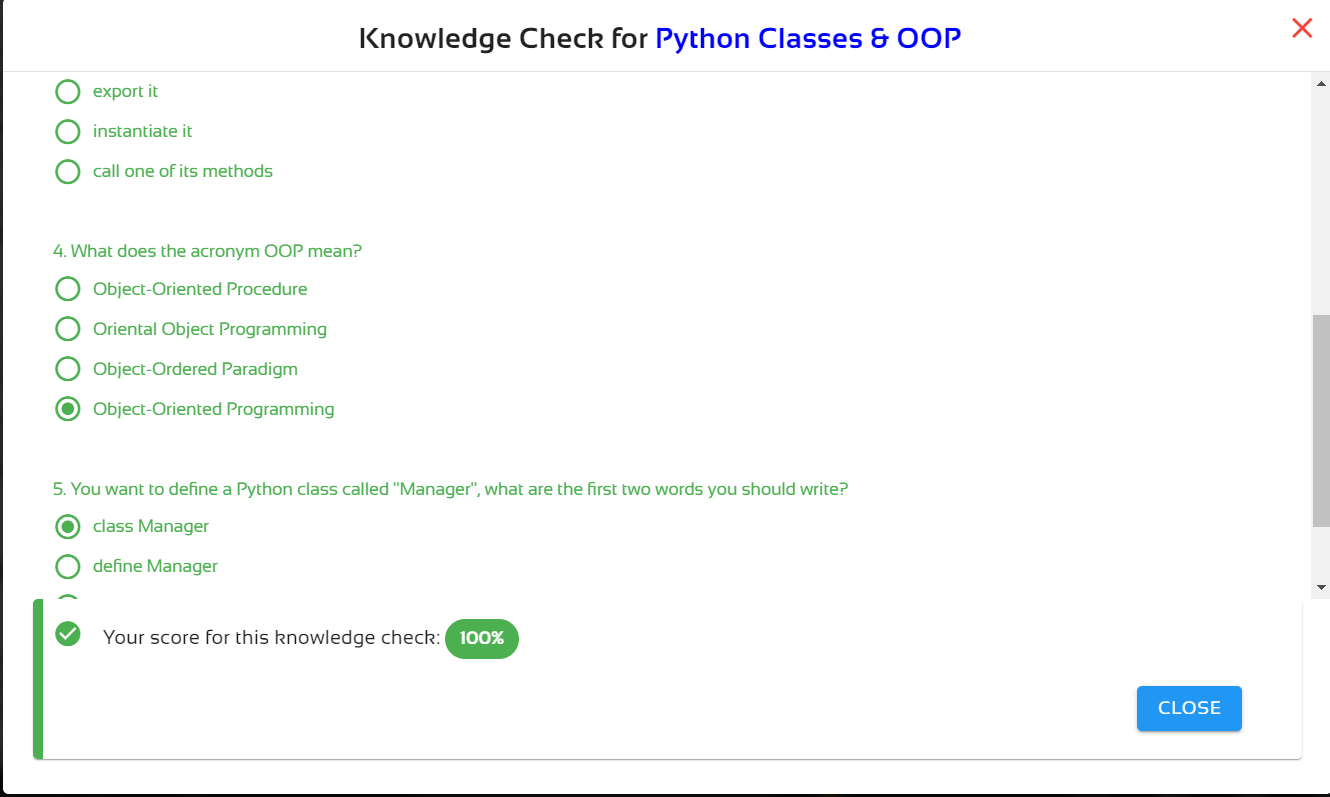 Knowledge Check for Python Classes & OOP
export it
instantiate it
call one of its methods
4. What does the acronym OOP mean?
Object-Oriented Procedure
Oriental Object Programming
Object-Ordered Paradigm
Object-Oriented Programming
5. You want to define a Python class called "Manager", what are the first two words you should write?
class Manager
define Manager
Your score for this knowledge check: 100%
CLOSE